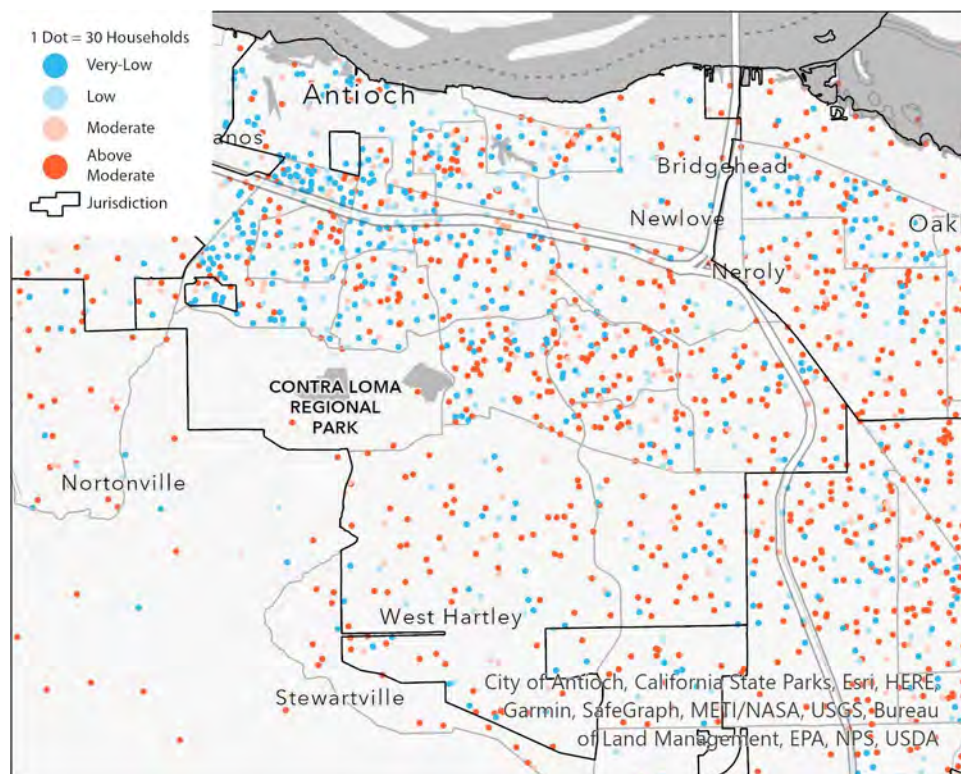 1 Dot = 30 Households
Very-Low
Low
Moderate
Above
Moderate
Jurisdiction
Antioch
anos
Bridgehead
Newlove
Oakl
Neroly
CONTRA LOMA
REGIONAL
PARK
Nortonville
West Hartley
Stewartville
City of Antioch, California State Parks, Esri, HERE,
Garmin, SafeGraph, METI/NASA, USGS, Bureau
of Land Management, EPA, NPS, USDA